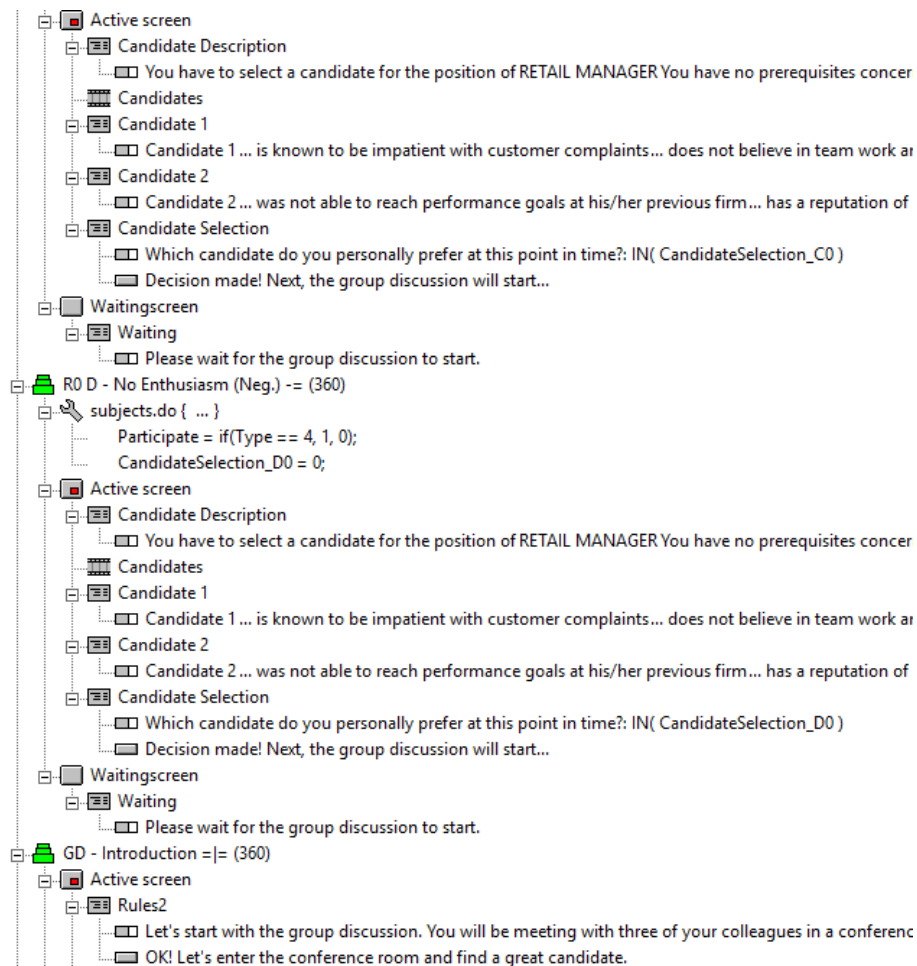 Active screen
Candidate Description
You have to select a candidate for the position of RETAIL MANAGER You have no prerequisites concer
Candidates
Candidate 1
Candidate 1 ... is known to be impatient with customer complaints... does not believe in team work ar
Candidate 2
Candidate 2 ... was not able to reach performance goals at his/her previous firm... has a reputation of
Candidate Selection
Which candidate do you personally prefer at this point in time?: IN( CandidateSelection_C0 )
Decision made! Next, the group discussion will start...
Waitingscreen
Waiting
Please wait for the group discussion to start.
R0 D - No Enthusiasm (Neg.) -= (360)
subjects.do { ... }
Participate = if(Type == 4, 1, 0);
CandidateSelection_D0 = 0;
Active screen
Candidate Description
You have to select a candidate for the position of RETAIL MANAGER You have no prerequisites concer
Candidates
Candidate 1
Candidate 1 ... is known to be impatient with customer complaints... does not believe in team work ar
Candidate 2
Candidate 2 ... was not able to reach performance goals at his/her previous firm... has a reputation of
Candidate Selection
Which candidate do you personally prefer at this point in time?: IN( CandidateSelection_D0 )
Decision made! Next, the group discussion will start...
Waitingscreen
Waiting
Please wait for the group discussion to start.
GD - Introduction =|= (360)
Active screen
Rules2
Let's start with the group discussion. You will be meeting with three of your colleagues in a conferenc
OK! Let's enter the conference room and find a great candidate.